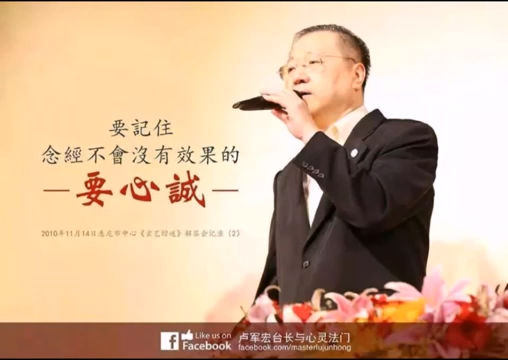 要記住
念經不會沒有效果的
要心誠
2010年11月14日悉尼市中心《玄艺综述》解答会记录（2）
Like us on
Facebook
卢军宏台长与心灵法门
facebook.com/masterlujunhong